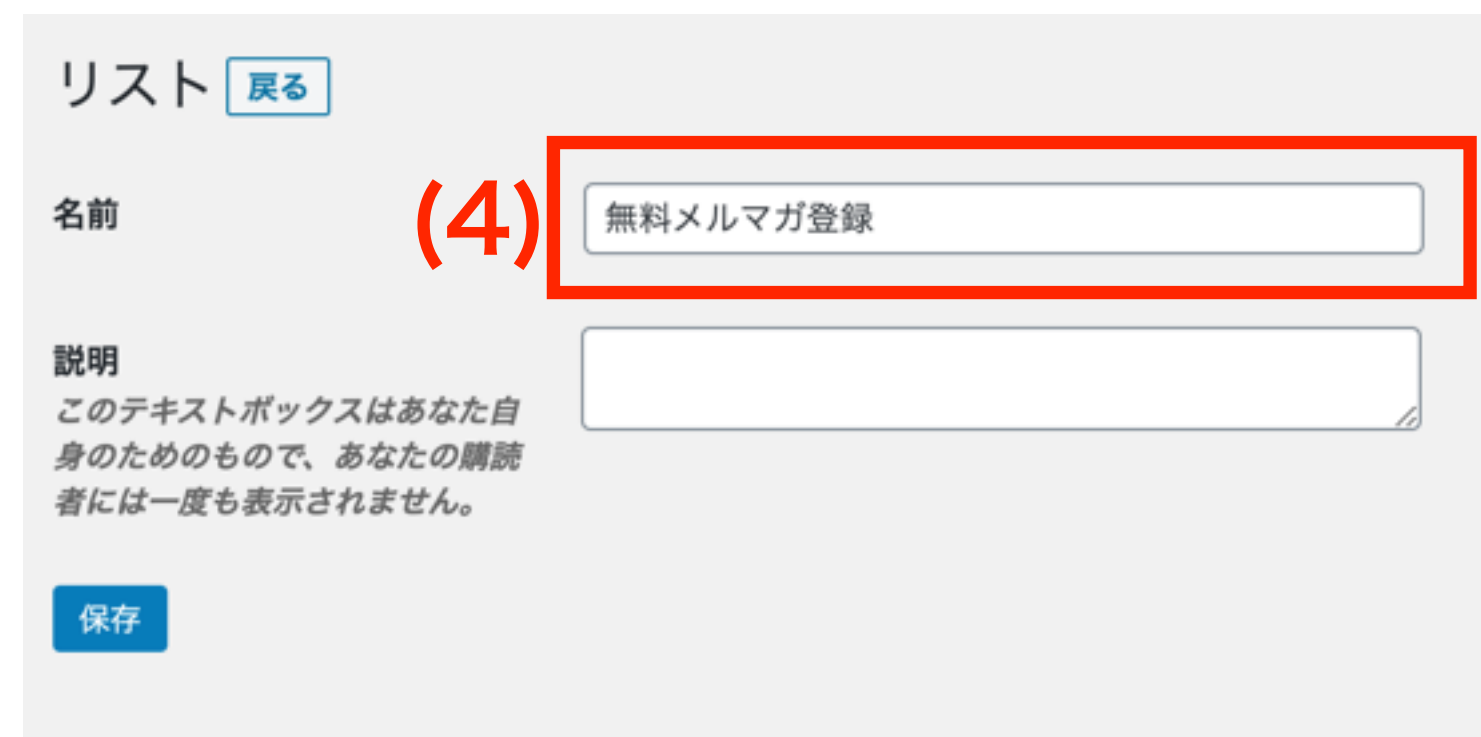 リスト 戻る
名前 (4) 無料メルマガ登録
説明
このテキストボックスはあなた自
身のためのもので、あなたの購読
者には一度も表示されません。
保存